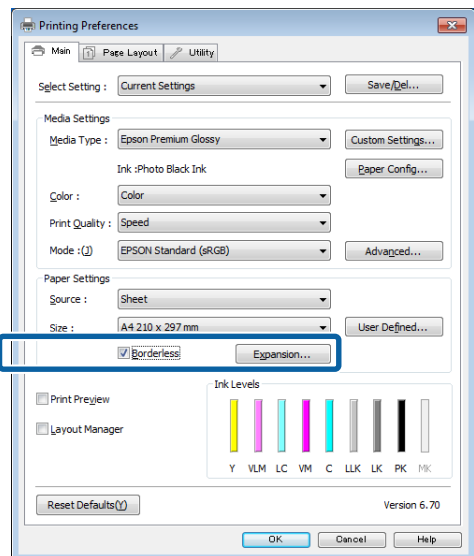 Printing Preferences
Main Page Layout Utility
Select Setting : Current Settings Save/Del...
Media Settings
Media Type : Epson Premium Glossy Custom Settings...
Ink :Photo Black Ink Paper Config...
Color : Color
Print Quality : Speed
Mode :(J) EPSON Standard (sRGB) Advanced...
Paper Settings
Source : Sheet
Size : A4 210 x 297 mm User Defined...
Borderless Expansion...
Print Preview
Ink Levels
Layout Manager
Y VLM LC VM C LLK LK PK MK
Reset Defaults(Y) Version 6.70
OK Cancel Help